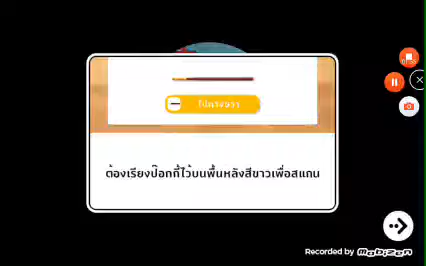 ต้องเรียงป๊อกกี้ไว้บนพื้นหลังสีขาวเพื่อสแกน
Recorded by Mobizen